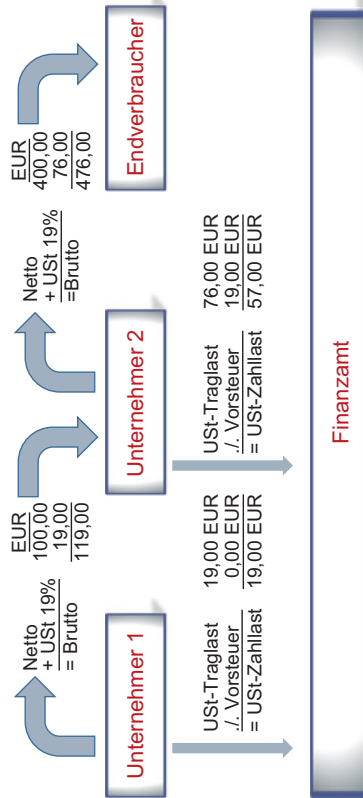 Netto
+ USt 19%
= Brutto
EUR
100,00
19,00
119,00
Netto
+ USt 19%
=Brutto
EUR
400,00
76,00
476,00
Unternehmer 1
Unternehmer 2
Endverbraucher
USt-Traglast 19,00 EUR
./. Vorsteuer 0,00 EUR
= USt-Zahllast 19,00 EUR
USt-Traglast 76,00 EUR
./. Vorsteuer 19,00 EUR
= USt-Zahllast 57,00 EUR
Finanzamt